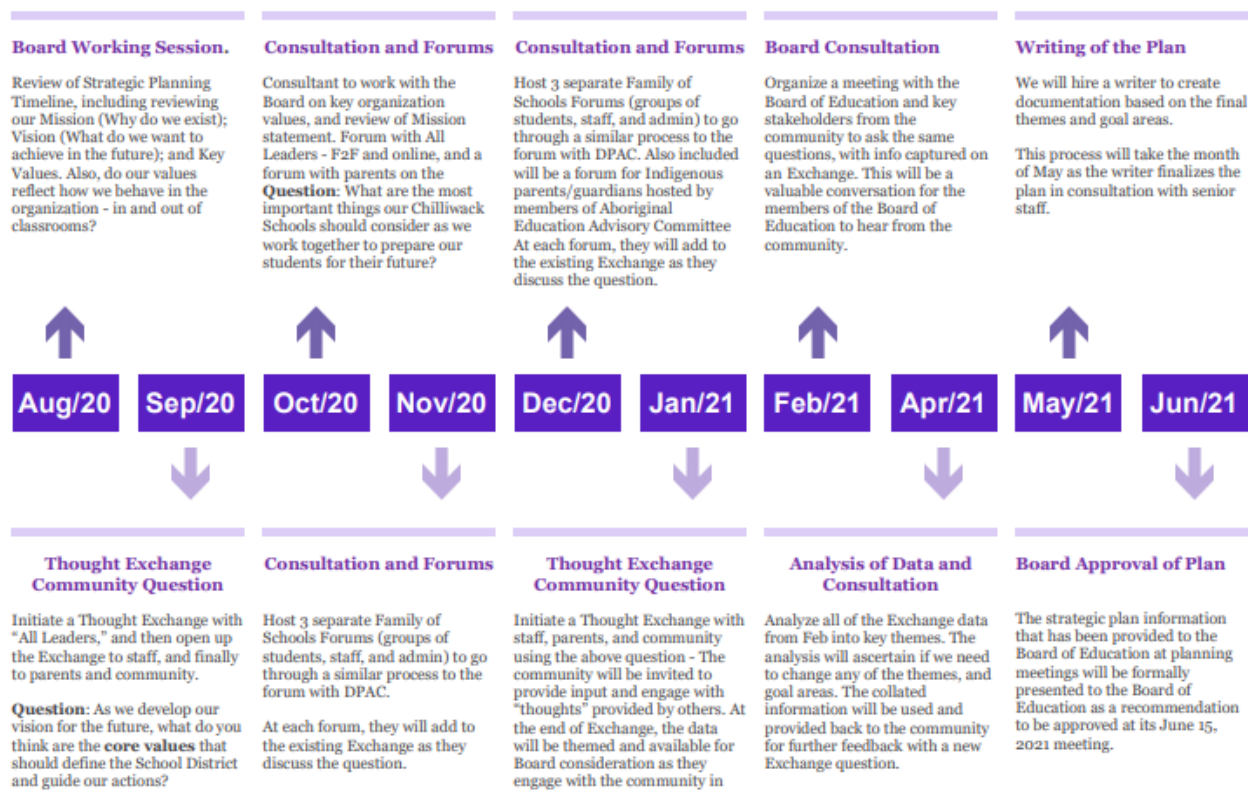 Board Working Session.
Review of Strategic Planning
Timeline, including reviewing
our Mission (Why do we exist);
Vision (What do we want to
achieve in the future); and Key
Values. Also, do our values
reflect how we behave in the
organization - in and out of
classrooms?
Consultation and Forums
Consultant to work with the
Board on key organization
values, and review of Mission
statement. Forum with All
Leaders - F2F and online, and a
forum with parents on the
Question: What are the most
important things our Chilliwack
Schools should consider as we
work together to prepare our
students for their future?
Consultation and Forums
Host 3 separate Family of
Schools Forums (groups of
students, staff, and admin) to go
through a similar process to the
forum with DPAC. Also included
will be a forum for Indigenous
parents/guardians hosted by
members of Aboriginal
Education Advisory Committee
At each forum, they will add to
the existing Exchange as they
discuss the question.
Board Consultation
Organize a meeting with the
Board of Education and key
stakeholders from the
community to ask the same
questions, with info captured on
an Exchange. This will be a
valuable conversation for the
members of the Board of
Education to hear from the
community.
Writing of the Plan
We will hire a writer to create
documentation based on the final
themes and goal areas.
This process will take the month
of May as the writer finalizes the
plan in consultation with senior
staff.
Aug/20
Sep/20
Oct/20
Nov/20
Dec/20
Jan/21
Feb/21
Apr/21
May/21
Jun/21
Thought Exchange
Community Question
Initiate a Thought Exchange with
“All Leaders,” and then open up
the Exchange to staff, and finally
to parents and community.
Question: As we develop our
vision for the future, what do you
think are the core values that
should define the School District
and guide our actions?
Consultation and Forums
Host 3 separate Family of
Schools Forums (groups of
students, staff, and admin) to go
through a similar process to the
forum with DPAC.
At each forum, they will add to
the existing Exchange as they
discuss the question.
Thought Exchange
Community Question
Initiate a Thought Exchange with
staff, parents, and community
using the above question - The
community will be invited to
provide input and engage with
“thoughts” provided by others. At
the end of Exchange, the data
will be themed and available for
Board consideration as they
engage with the community in
Analysis of Data and
Consultation
Analyze all of the Exchange data
from Feb into key themes. The
analysis will ascertain if we need
to change any of the themes, and
goal areas. The collated
information will be used and
provided back to the community
for further feedback with a new
Exchange question.
Board Approval of Plan
The strategic plan information
that has been provided to the
Board of Education at planning
meetings will be formally
presented to the Board of
Education as a recommendation
to be approved at its June 15,
2021 meeting.